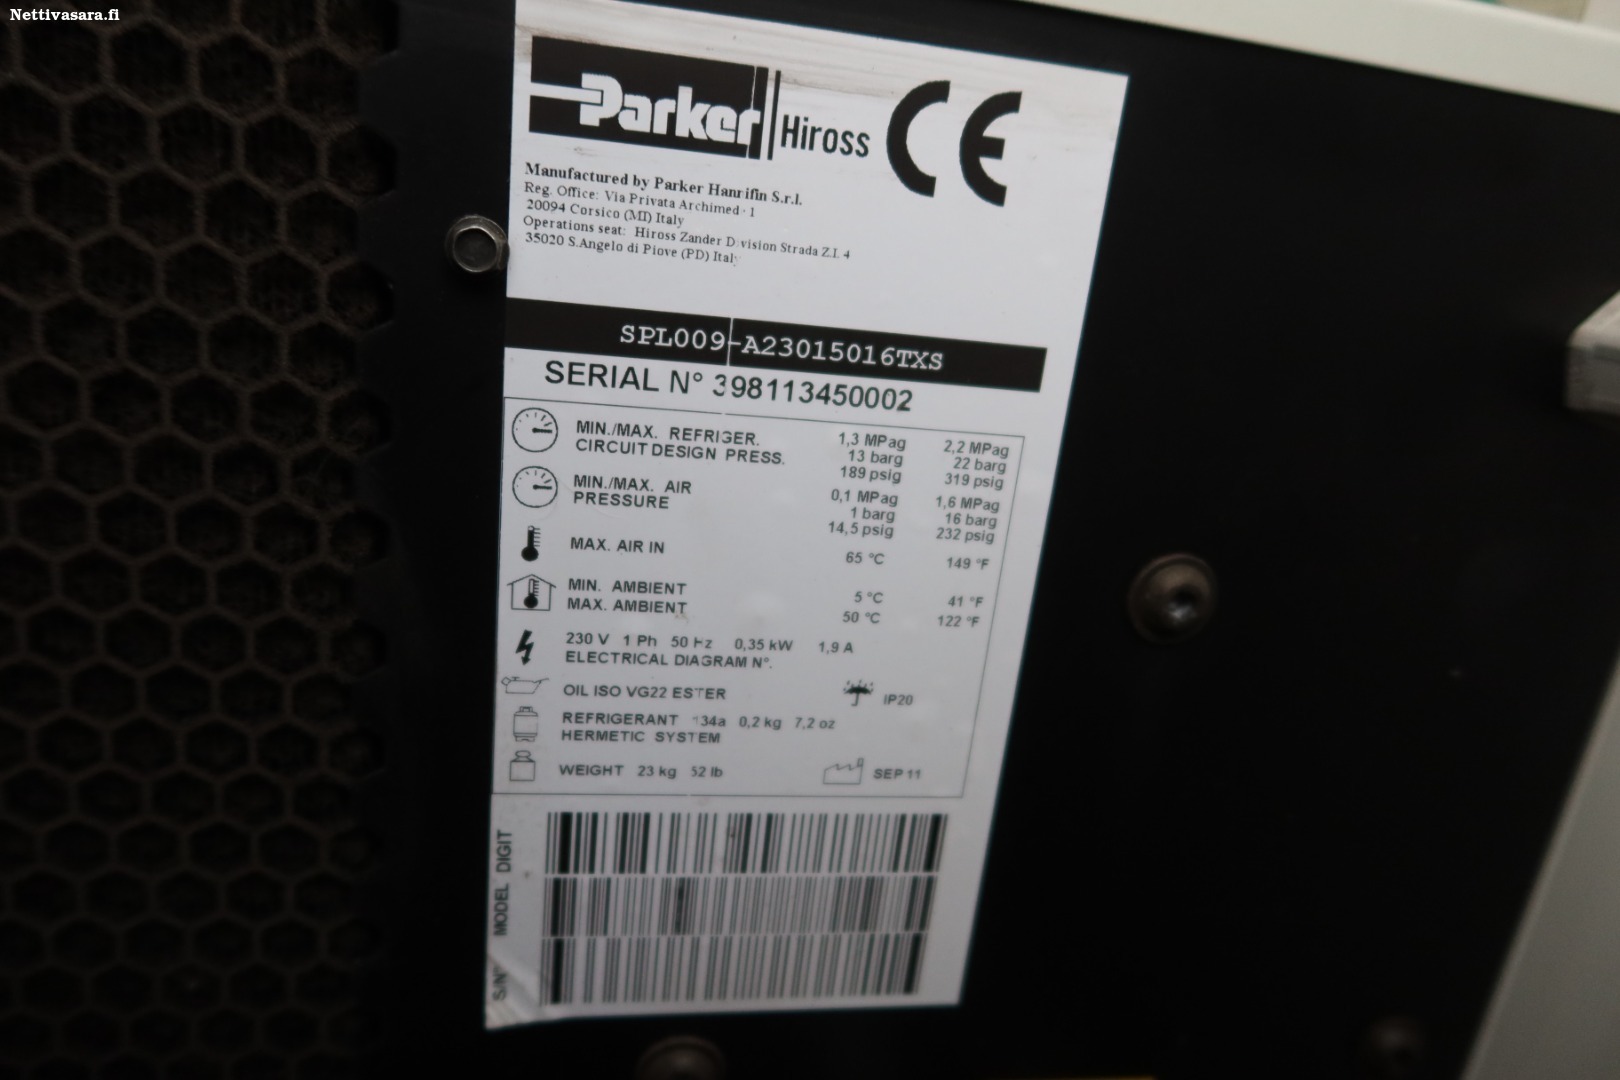 Nettivasara.fi
Parker Hiross CE
Manufactured by Parker Hanrifin S.r.l.
Reg. Office: Via Privata Archimed · 1
20094 Corsico (MI) Italy
Operations seat: Hiross Zander Division Strada Z.I. 4
35020 S.Angelo di Piove (PD) Italy
SPL009-A23015016TXS
SERIAL N° 398113450002
MIN./MAX. REFRIGER. 1,3 MPag 2,2 MPag
CIRCUIT DESIGN PRESS. 13 barg 22 barg
189 psig 319 psig
MIN./MAX. AIR 0,1 MPag 1,6 MPag
PRESSURE 1 barg 16 barg
14,5 psig 232 psig
MAX. AIR IN 65 °C 149 °F
MIN. AMBIENT 5 °C 41 °F
MAX. AMBIENT 50 °C 122 °F
230 V 1 Ph 50 Hz 0,35 kW 1,9 A
ELECTRICAL DIAGRAM N°.
OIL ISO VG22 ESTER IP20
REFRIGERANT 134a 0,2 kg 7,2 oz
HERMETIC SYSTEM
WEIGHT 23 kg 52 lb SEP 11
S/N° MODEL DIGIT